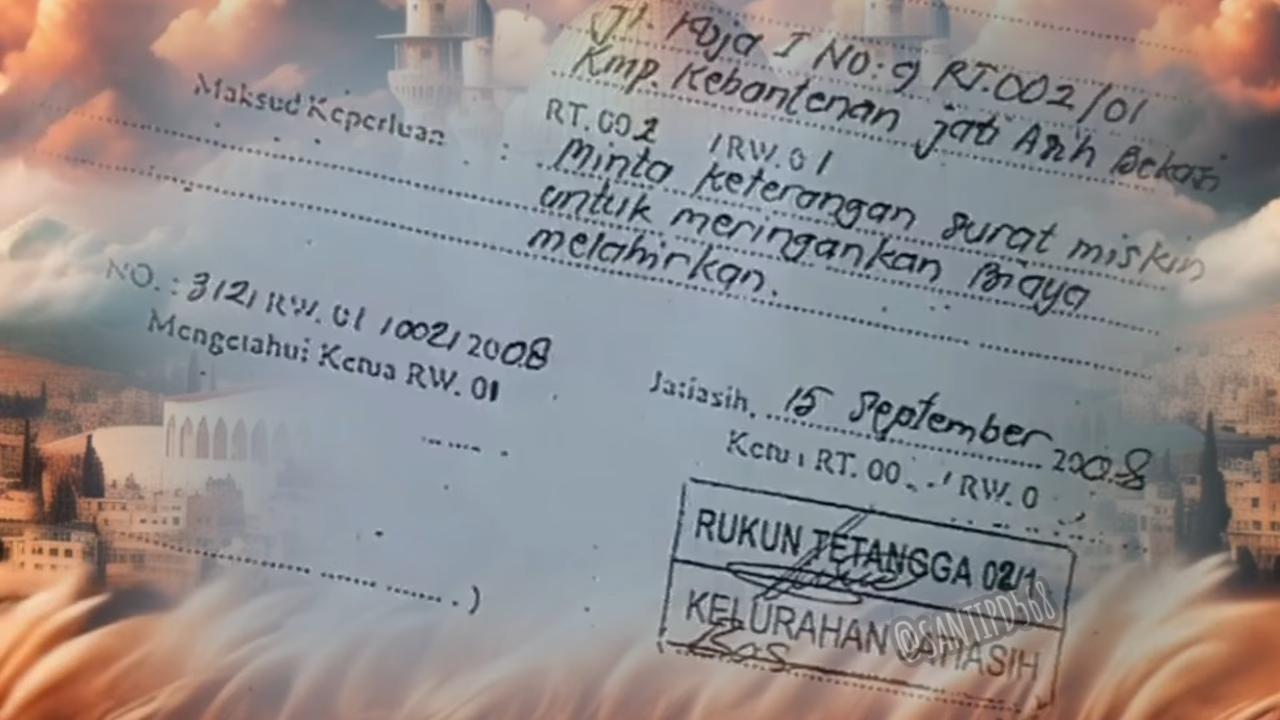 Jl. Roja I No: 9 RT.002/01
Kmp. Kebantenan jati Asih Bekasi
RT. 002 / RW. 01
Maksud Keperluan : Minta keterangan surat miskin
untuk meringankan Biaya
melahirkan.
NO. : 312/ RW. 01 /002/ 2008
Mengetahui Ketua RW. 01
Jatiasih, 15 September 2008
Ketua RT. 00 / RW. 0
RUKUN TETANGGA 02/1
KELURAHAN JATIASIH
@SANTIPD568